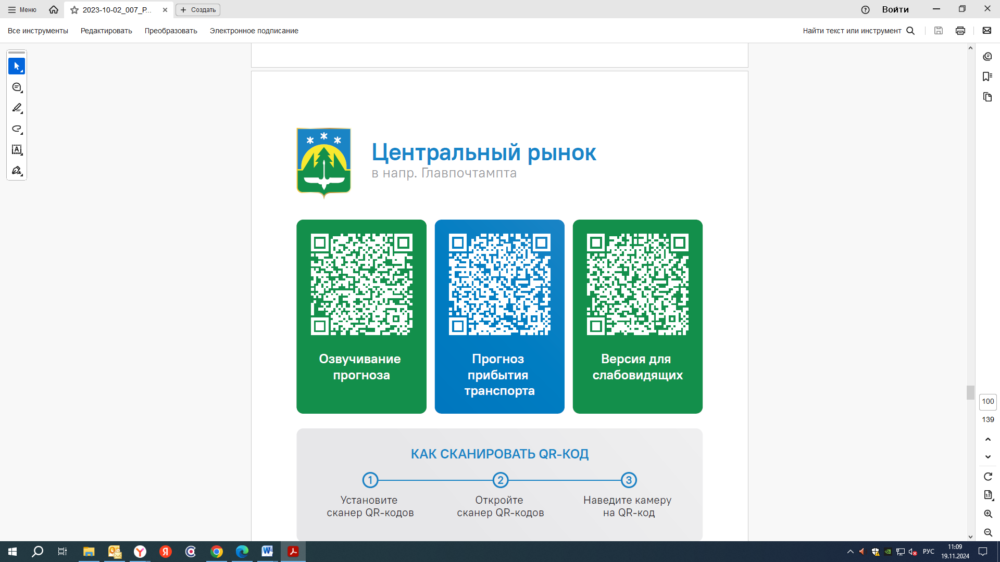 Меню
2023-10-02_007_P...
Создать
Войти
Все инструменты
Редактировать
Преобразовать
Электронное подписание
Найти текст или инструмент
Центральный рынок
в напр. Главпочтампта
Озвучивание
прогноза
Прогноз
прибытия
транспорта
Версия для
слабовидящих
КАК СКАНИРОВАТЬ QR-КОД
1
2
3
Установите
сканер QR-кодов
Откройте
сканер QR-кодов
Наведите камеру
на QR-код
100
139
РУС
11:09
19.11.2024